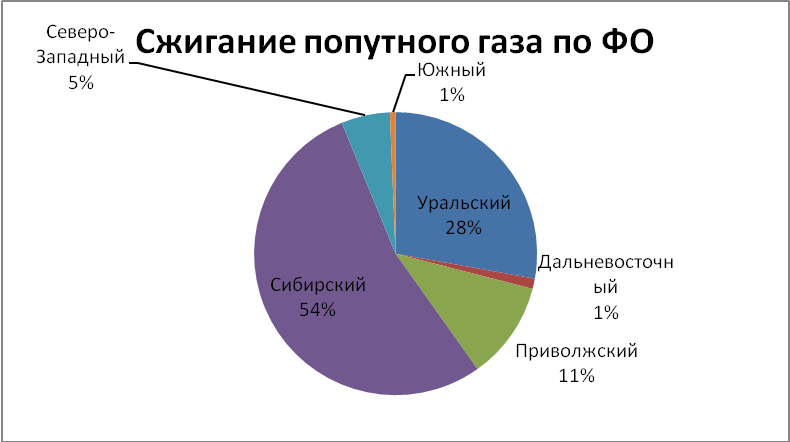 Сжигание попутного газа по ФО
Северо-
Западный
5%
Южный
1%
Уральский
28%
Дальневосточн
ый
1%
Сибирский
54%
Приволжский
11%